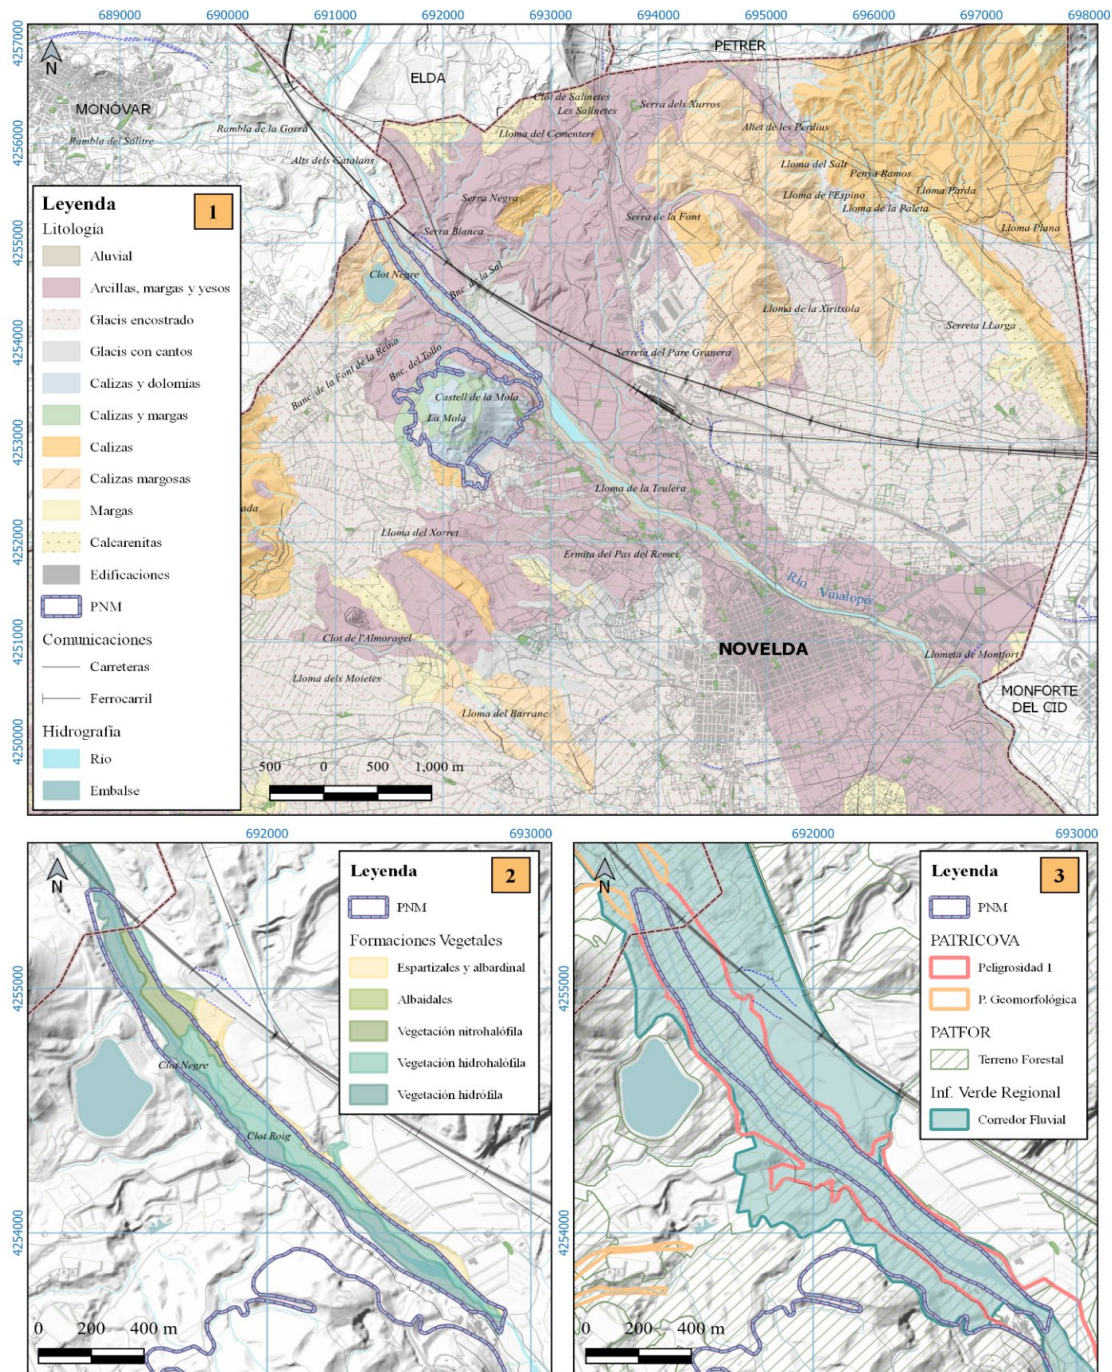 689000 690000 691000 692000 693000 694000 695000 696000 697000 698000
4257000
4256000
4255000
4254000
4253000
4252000
4251000
4250000
N
PETRER
ELDA
MONÓVAR
Rambla del Salitre
Rambla de la Gorra
Alts dels Catalans
Clot de Salinetes
Les Salinetes
Serra dels Xurros
Lloma del Cementeri
Aliet de les Perdius
Lloma del Salt
Penya Ramos
Lloma de l'Espino
Lloma Parda
Lloma de la Paleta
Lloma Plana
Serra Negra
Serra de la Font
Serra Blanca
Clot Negre
Bnc. de la Sal
Lloma de la Xiritxola
Serreta LLarga
Serreta del Pare Granera
Banc. de la Font de la Reina
Bnc. del Tollo
Castell de la Mola
La Mola
Lloma de la Teulera
ada
Lloma del Xorret
Ermita del Pas del Remei
Río Vinalopó
Clot de l'Almoragel
NOVELDA
Llometa de Montfort
Lloma dels Moietes
MONFORTE
DEL CID
Lloma del Barranc
500 0 500 1,000 m
Leyenda
1
Litología
Aluvial
Arcillas, margas y yesos
Glacis encostrado
Glacis con cantos
Calizas y dolomías
Calizas y margas
Calizas
Calizas margosas
Margas
Calcarenitas
Edificaciones
PNM
Comunicaciones
Carreteras
Ferrocarril
Hidrografía
Río
Embalse
692000 693000
4255000
4254000
N
Leyenda
2
PNM
Formaciones Vegetales
Espartizales y albardinal
Albaidales
Vegetación nitrohalófila
Vegetación hidrohalófila
Vegetación hidrófila
Clot Negre
Clot Roig
0 200 400 m
692000 693000
N
Leyenda
3
PNM
PATRICOVA
Peligrosidad 1
P. Geomorfológica
PATFOR
Terreno Forestal
Inf. Verde Regional
Corredor Fluvial
0 200 400 m